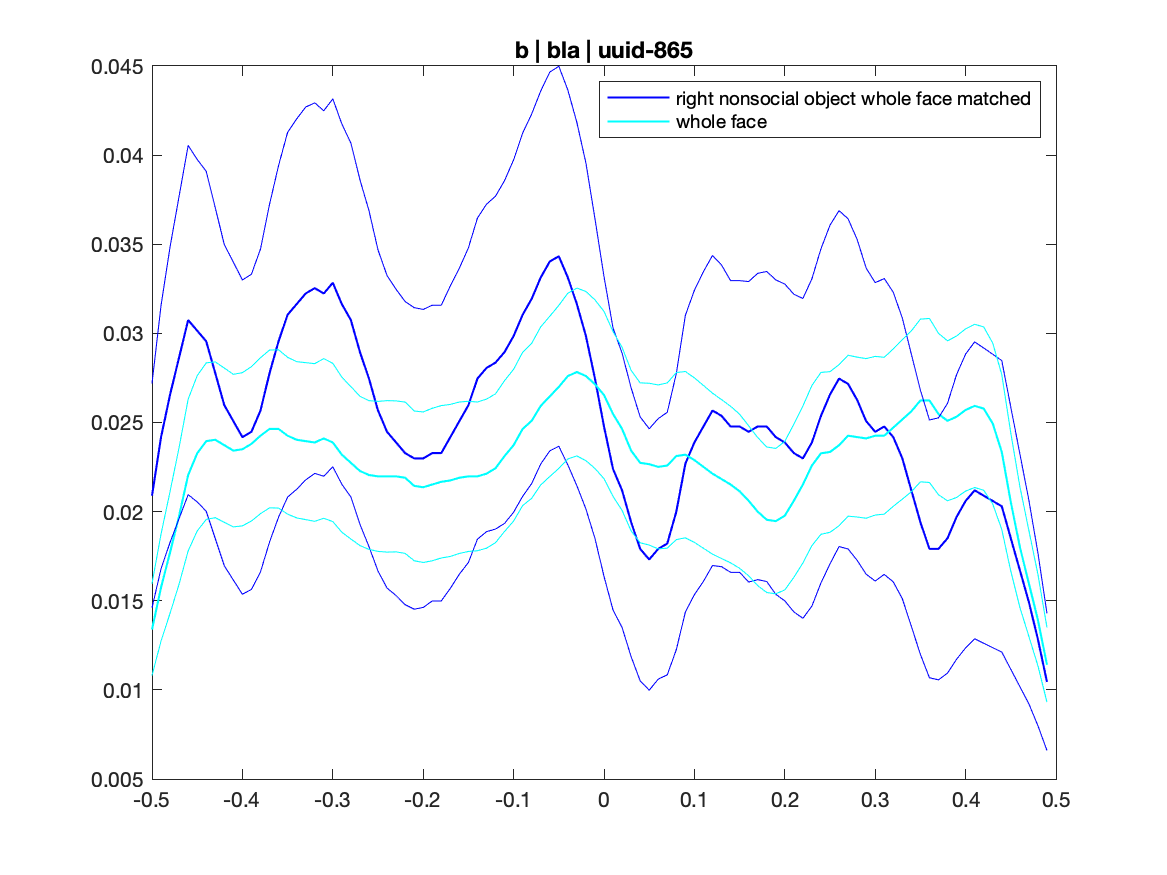 b | bla | uuid-865
right nonsocial object whole face matched
whole face
0.045
0.04
0.035
0.03
0.025
0.02
0.015
0.01
0.005
-0.5 -0.4 -0.3 -0.2 -0.1 0 0.1 0.2 0.3 0.4 0.5